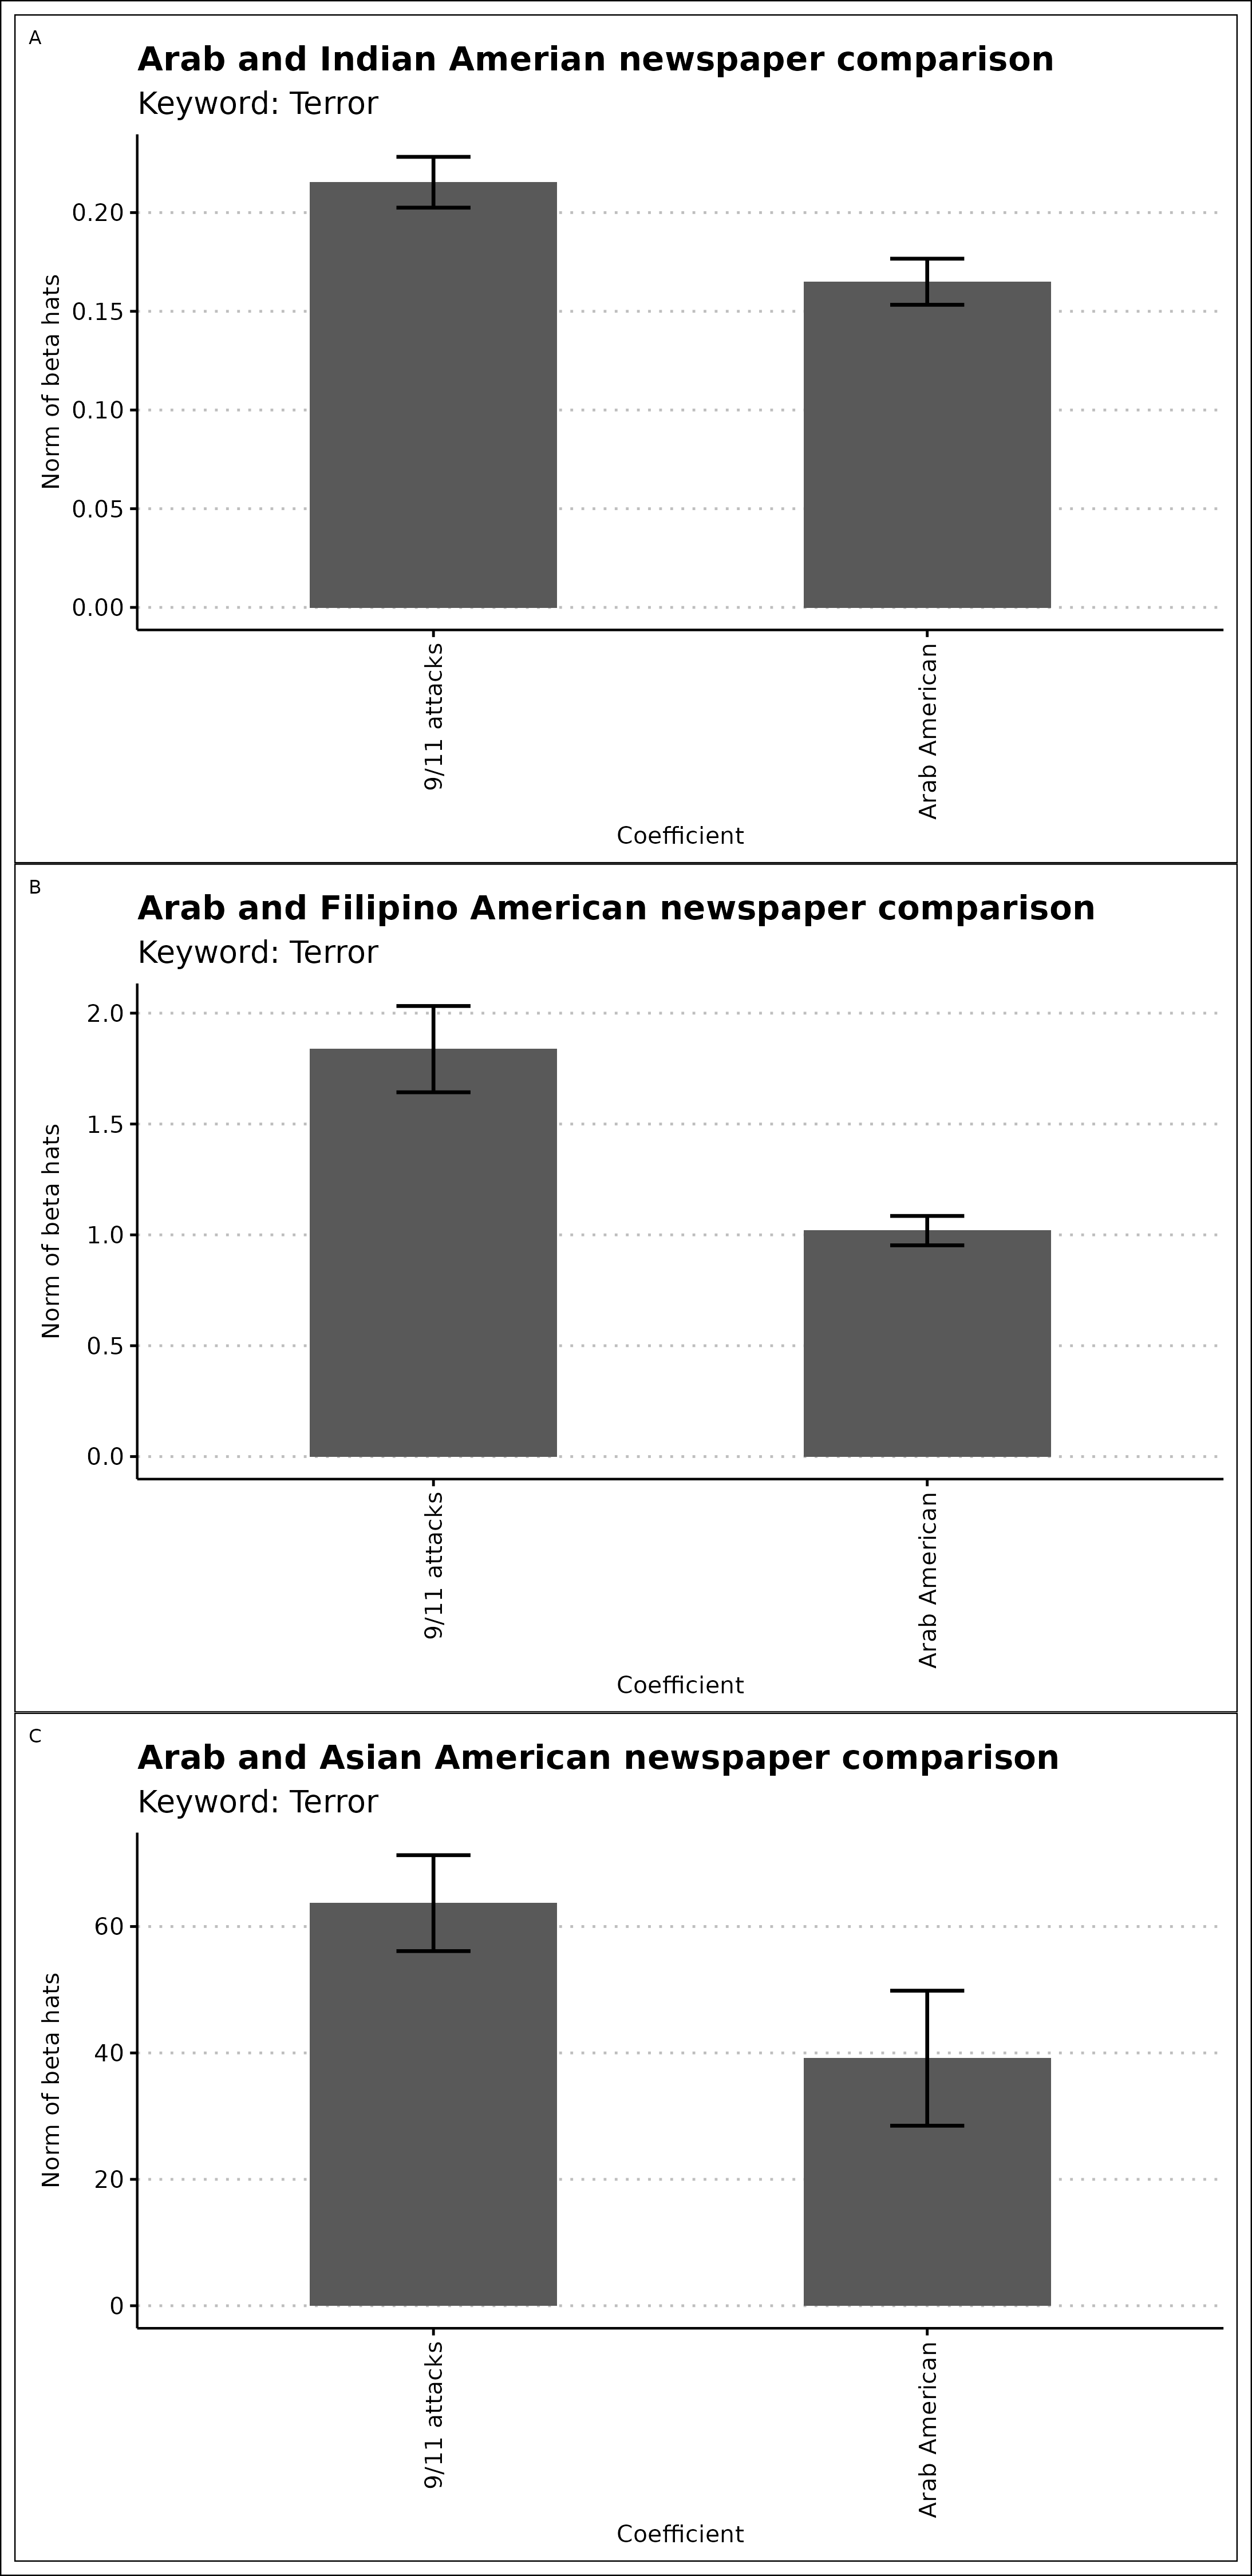 A
Arab and Indian Amerian newspaper comparison
Keyword: Terror
Norm of beta hats
0.20
0.15
0.10
0.05
0.00
9/11 attacks
Arab American
Coefficient
B
Arab and Filipino American newspaper comparison
Keyword: Terror
Norm of beta hats
2.0
1.5
1.0
0.5
0.0
9/11 attacks
Arab American
Coefficient
C
Arab and Asian American newspaper comparison
Keyword: Terror
Norm of beta hats
60
40
20
0
9/11 attacks
Arab American
Coefficient